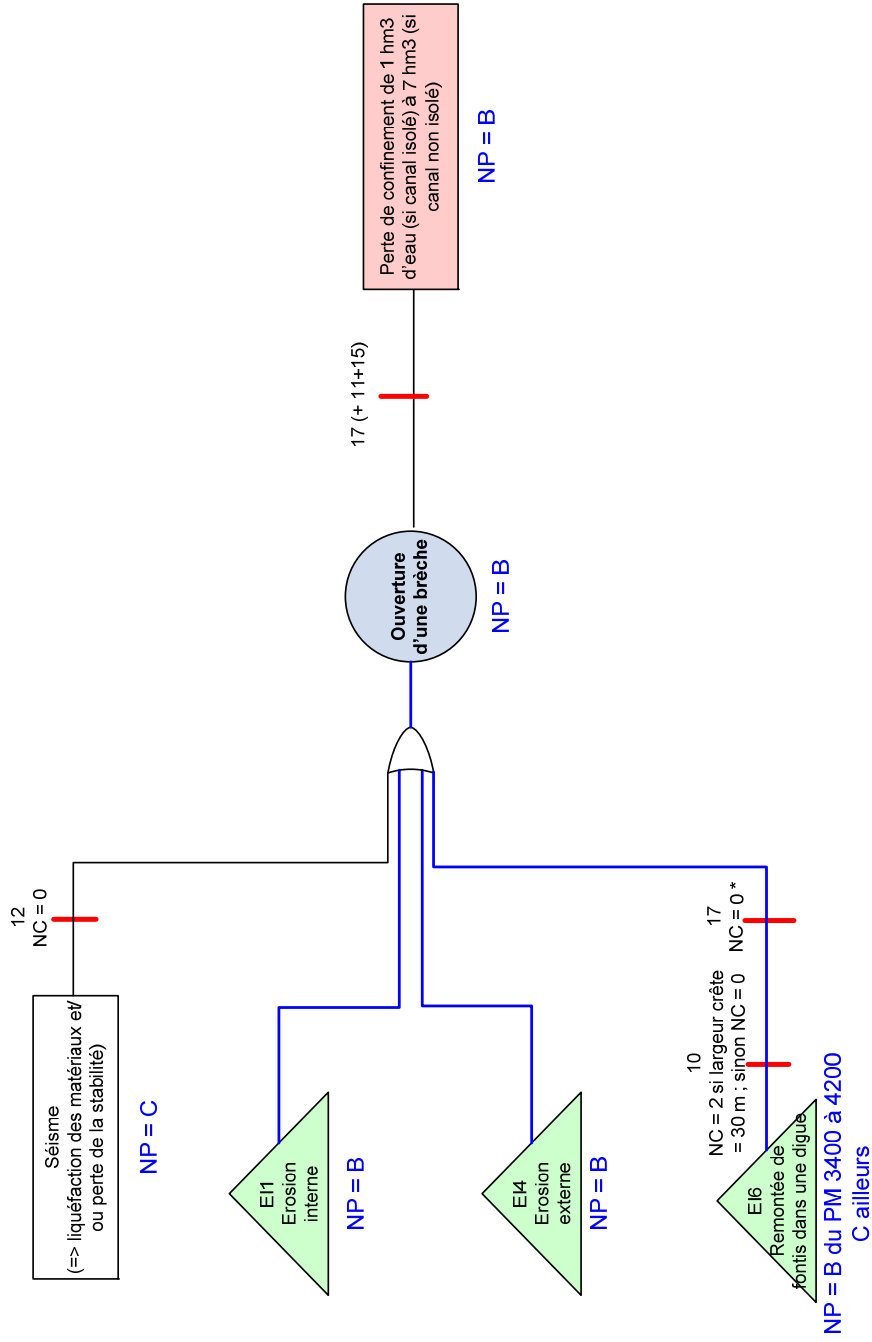 Séisme
(=> liquéfaction des matériaux et/
ou perte de la stabilité)
NP = C
12
NC = 0
EI1
Erosion
interne
NP = B
EI4
Erosion
externe
NP = B
EI6
Remontée de
fontis dans une digue
NP = B du PM 3400 à 4200
C ailleurs
10
NC = 2 si largeur crête
= 30 m ; sinon NC = 0
17
NC = 0 *
Ouverture
d’une brèche
NP = B
17 (+ 11+15)
Perte de confinement de 1 hm3
d’eau (si canal isolé) à 7 hm3 (si
canal non isolé)
NP = B